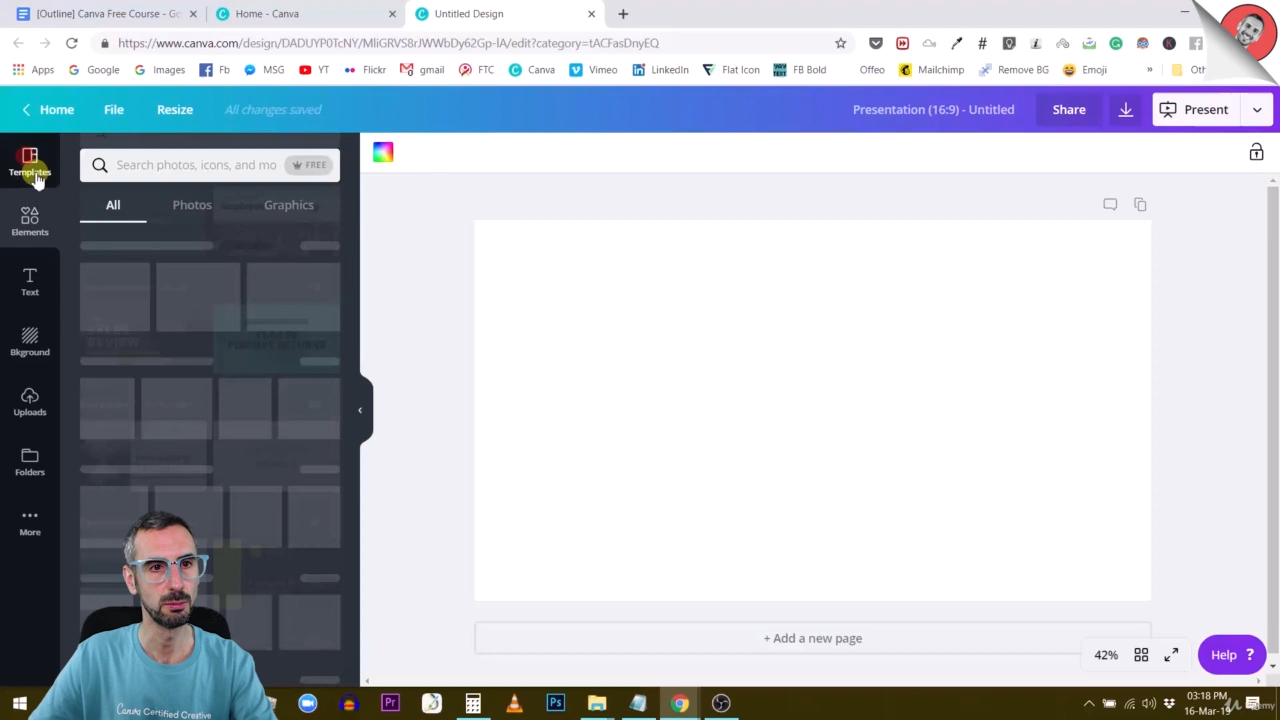 [Outline] Canva Free Course - Go
Home - Canva
Untitled Design
https://www.canva.com/design/DADUYP0TcNY/MliGRVS8rJWWbDy62Gp-lA/edit?category=tACFasDnyEQ
Apps
Google
Images
Fb
MSG
YT
Flickr
gmail
FTC
Canva
Vimeo
LinkedIn
Flat Icon
FB Bold
Offeo
Mailchimp
Remove BG
Emoji
»
Home
File
Resize
All changes saved
Presentation (16:9) - Untitled
Share
Present
Templates
Search photos, icons, and mo
FREE
All
Photos
Graphics
Elements
Text
Bkground
Uploads
Folders
More
+ Add a new page
42%
Help ?
Canva Certified Creative
03:18 PM
16-Mar-19
Udemy